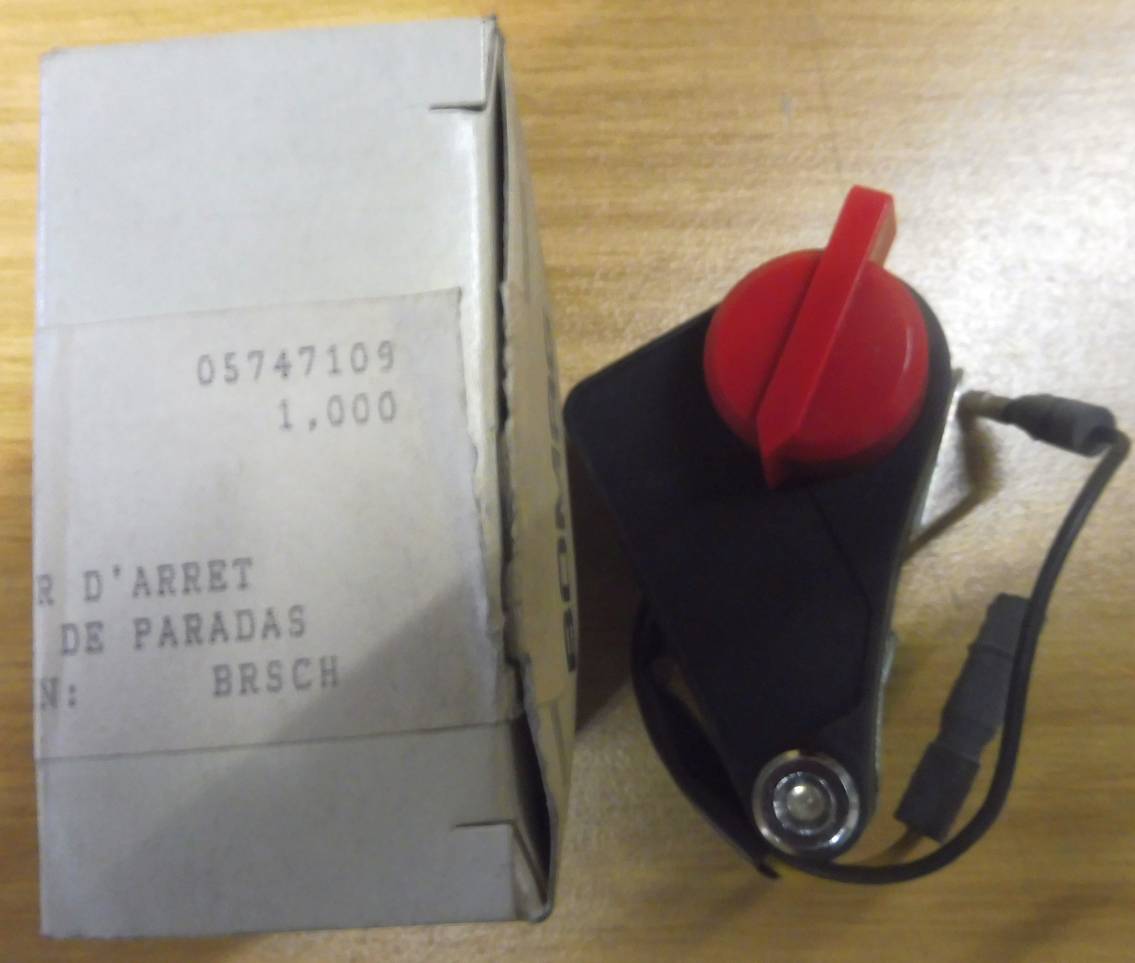 05747109
1,000
R D'ARRET
DE PARADAS
N: BRSCH